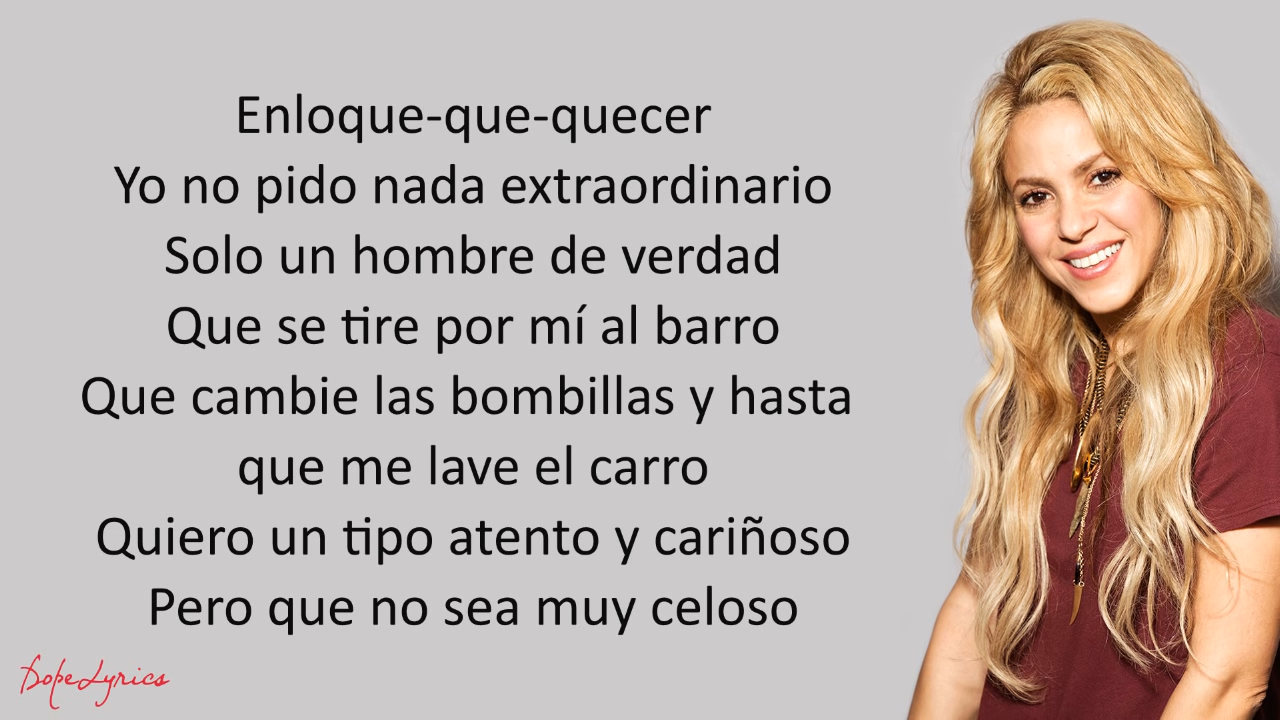 Enloque-que-quecer
Yo no pido nada extraordinario
Solo un hombre de verdad
Que se tire por mí al barro
Que cambie las bombillas y hasta
que me lave el carro
Quiero un tipo atento y cariñoso
Pero que no sea muy celoso
DopeLyrics